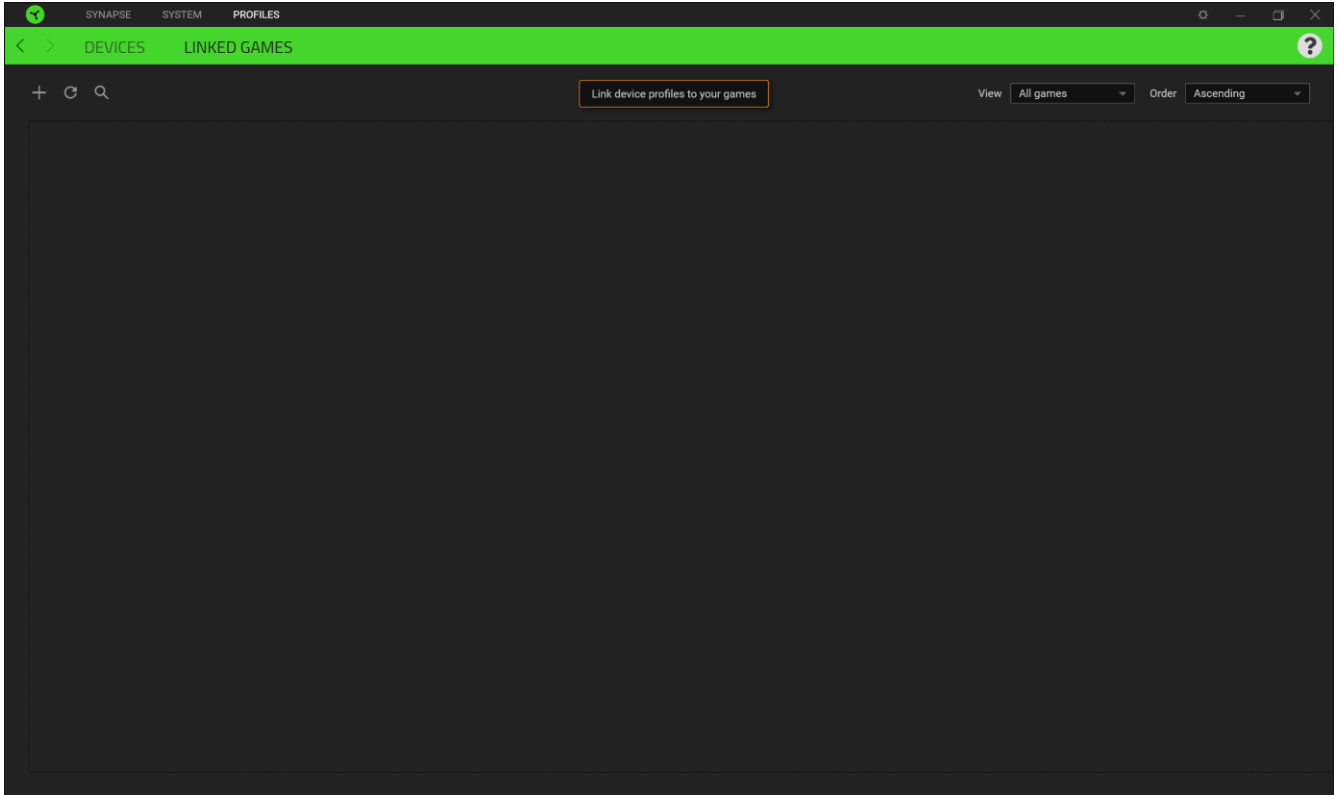 SYNAPSE SYSTEM PROFILES
DEVICES LINKED GAMES ?
Link device profiles to your games View All games Order Ascending